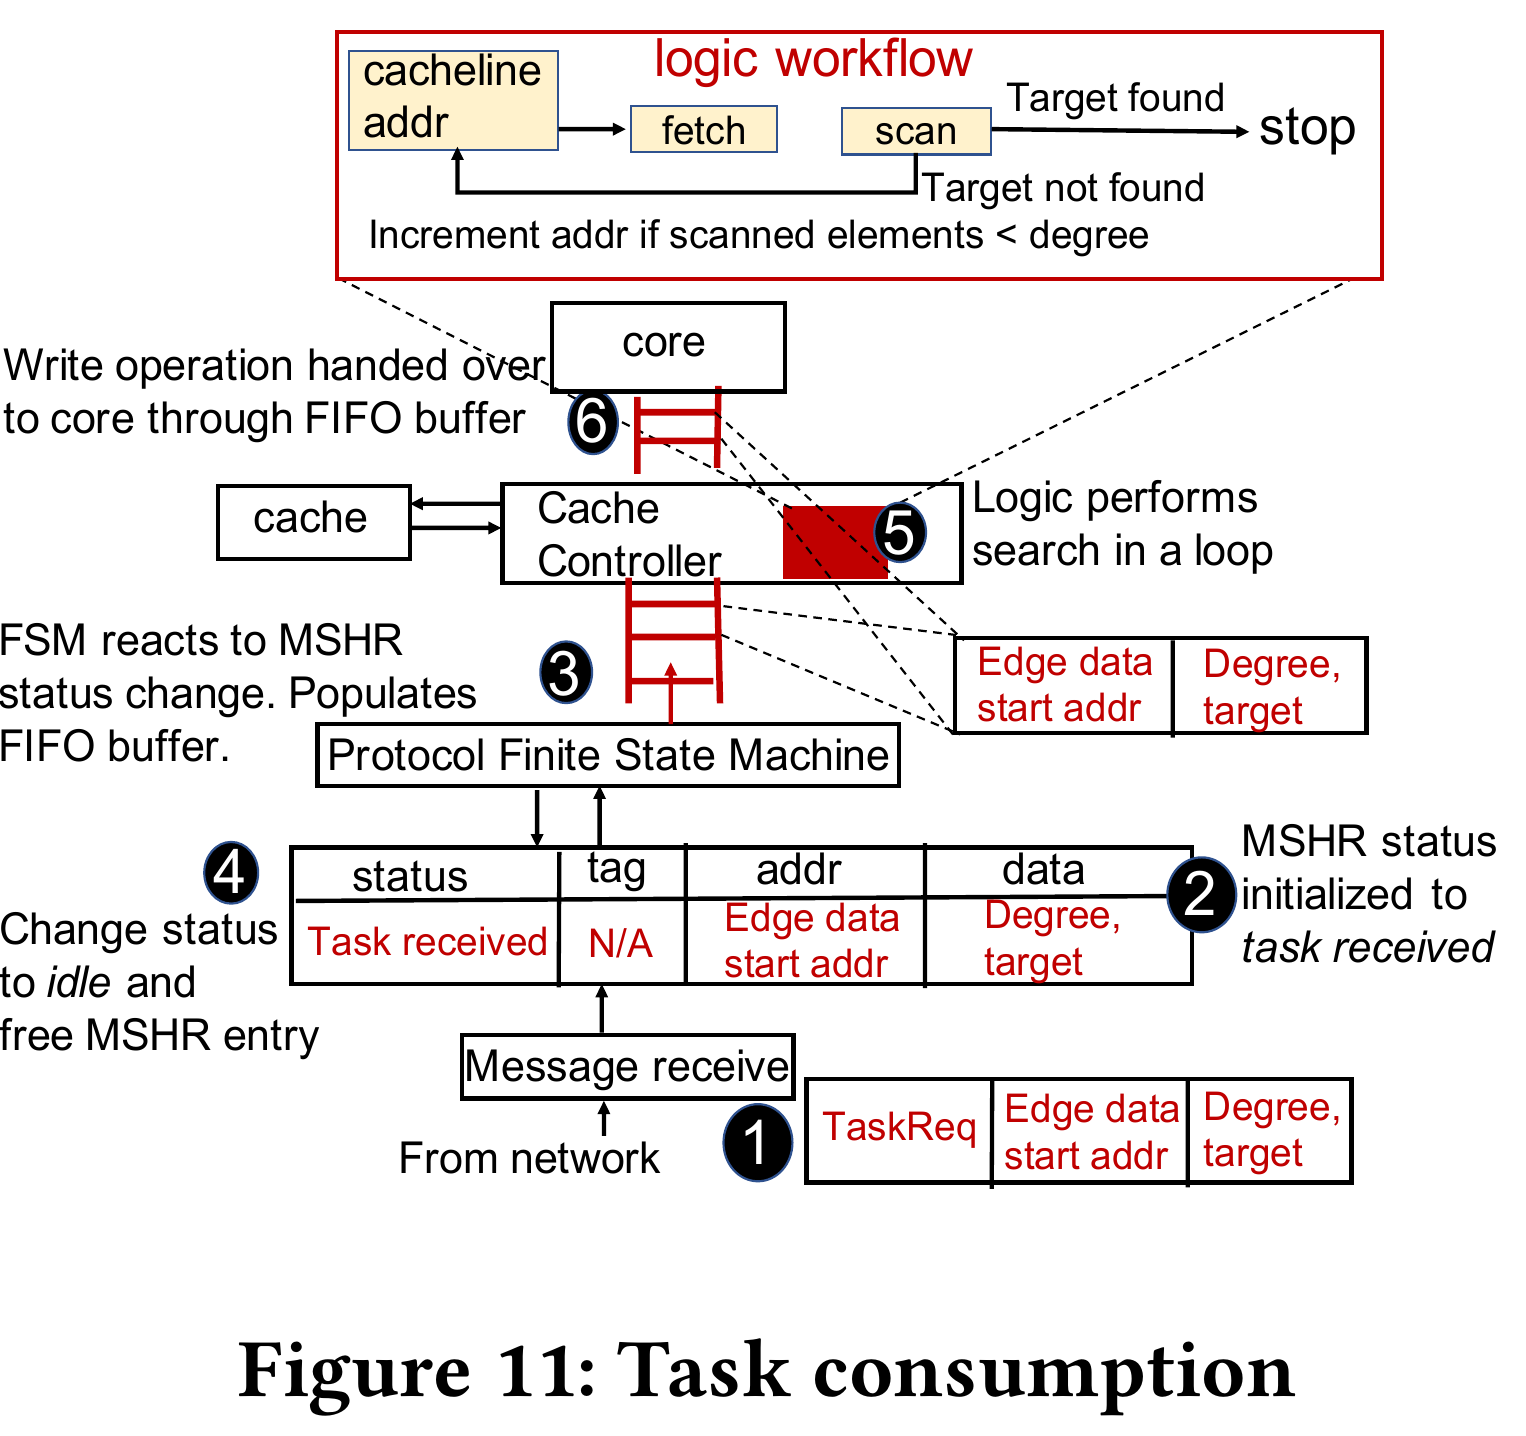 logic workflow
cacheline
addr
fetch
scan
Target found
stop
Target not found
Increment addr if scanned elements < degree
core
Write operation handed over
to core through FIFO buffer
6
cache
Cache
Controller
5
Logic performs
search in a loop
FSM reacts to MSHR
status change. Populates
FIFO buffer.
3
Edge data
start addr
Degree,
target
Protocol Finite State Machine
4
Change status
to idle and
free MSHR entry
status
tag
addr
data
Task received
N/A
Edge data
start addr
Degree,
target
2
MSHR status
initialized to
task received
Message receive
From network
1
TaskReq
Edge data
start addr
Degree,
target
Figure 11: Task consumption